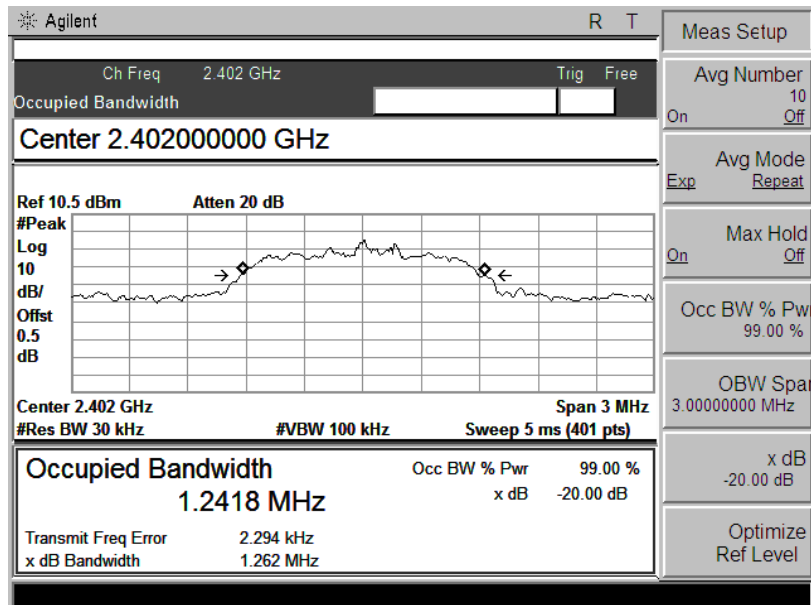 Agilent R T
Ch Freq 2.402 GHz Trig Free
Occupied Bandwidth
Center 2.402000000 GHz
Ref 10.5 dBm Atten 20 dB
#Peak
Log
10
dB/
Offst
0.5
dB
Center 2.402 GHz Span 3 MHz
#Res BW 30 kHz #VBW 100 kHz Sweep 5 ms (401 pts)
Occupied Bandwidth Occ BW % Pwr 99.00 %
1.2418 MHz x dB -20.00 dB
Transmit Freq Error 2.294 kHz
x dB Bandwidth 1.262 MHz
Meas Setup
Avg Number
10
On Off
Avg Mode
Exp Repeat
Max Hold
On Off
Occ BW % Pwr
99.00 %
OBW Spar
3.00000000 MHz
x dB
-20.00 dB
Optimize
Ref Level